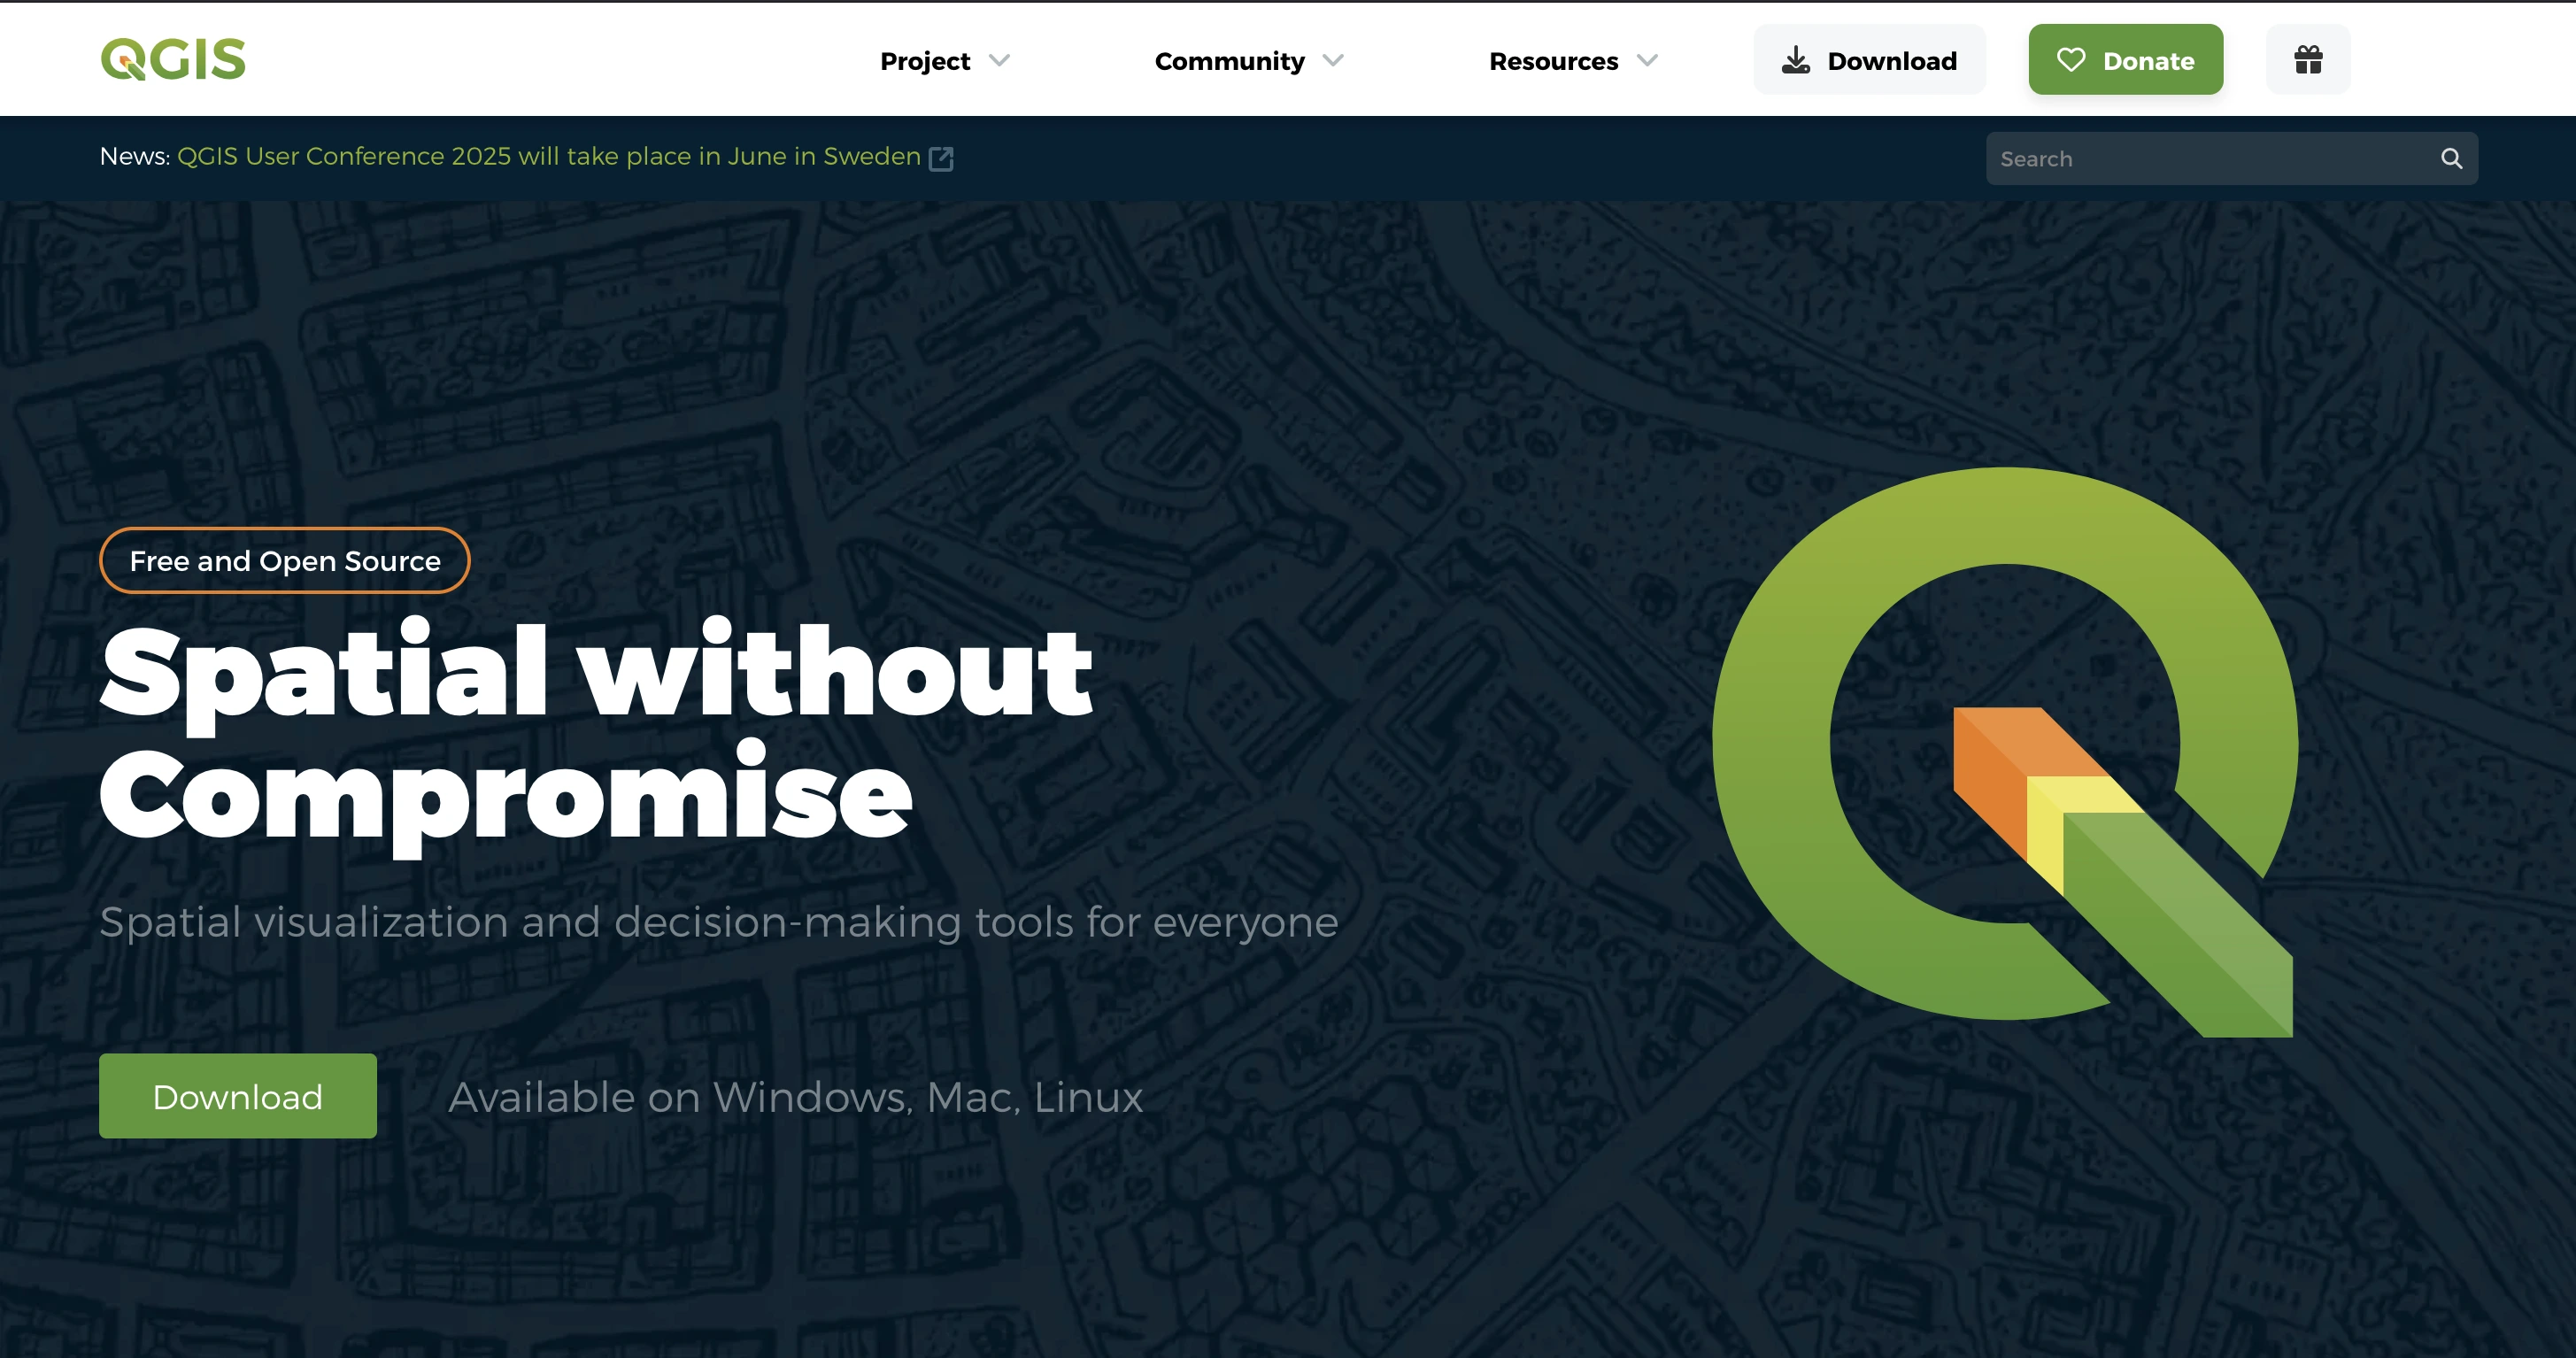 QGIS
Project
Community
Resources
Download
Donate
News: QGIS User Conference 2025 will take place in June in Sweden
Search
Free and Open Source
Spatial without
Compromise
Spatial visualization and decision-making tools for everyone
Download
Available on Windows, Mac, Linux